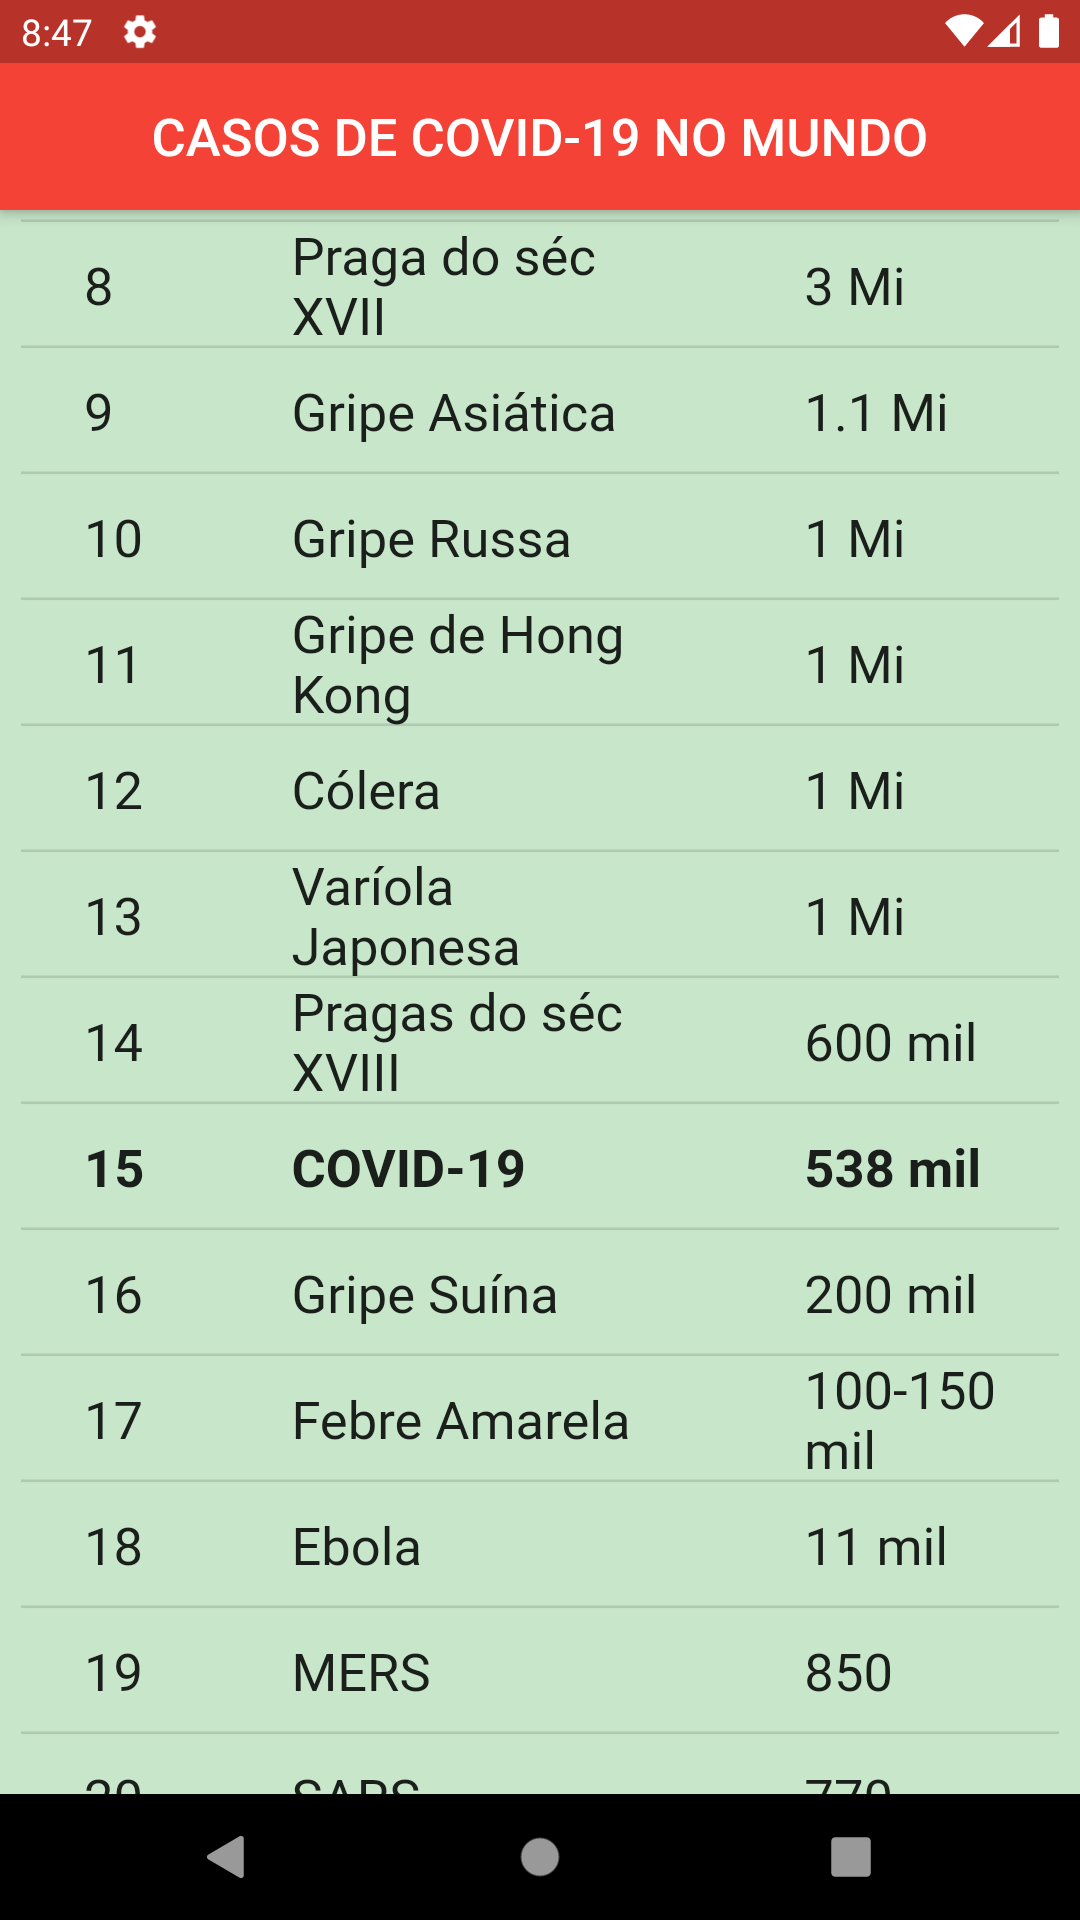 8:47
CASOS DE COVID-19 NO MUNDO
8 Praga do séc XVII 3 Mi
9 Gripe Asiática 1.1 Mi
10 Gripe Russa 1 Mi
11 Gripe de Hong Kong 1 Mi
12 Cólera 1 Mi
13 Varíola Japonesa 1 Mi
14 Pragas do séc XVIII 600 mil
15 COVID-19 538 mil
16 Gripe Suína 200 mil
17 Febre Amarela 100-150 mil
18 Ebola 11 mil
19 MERS 850
20 SARS 770